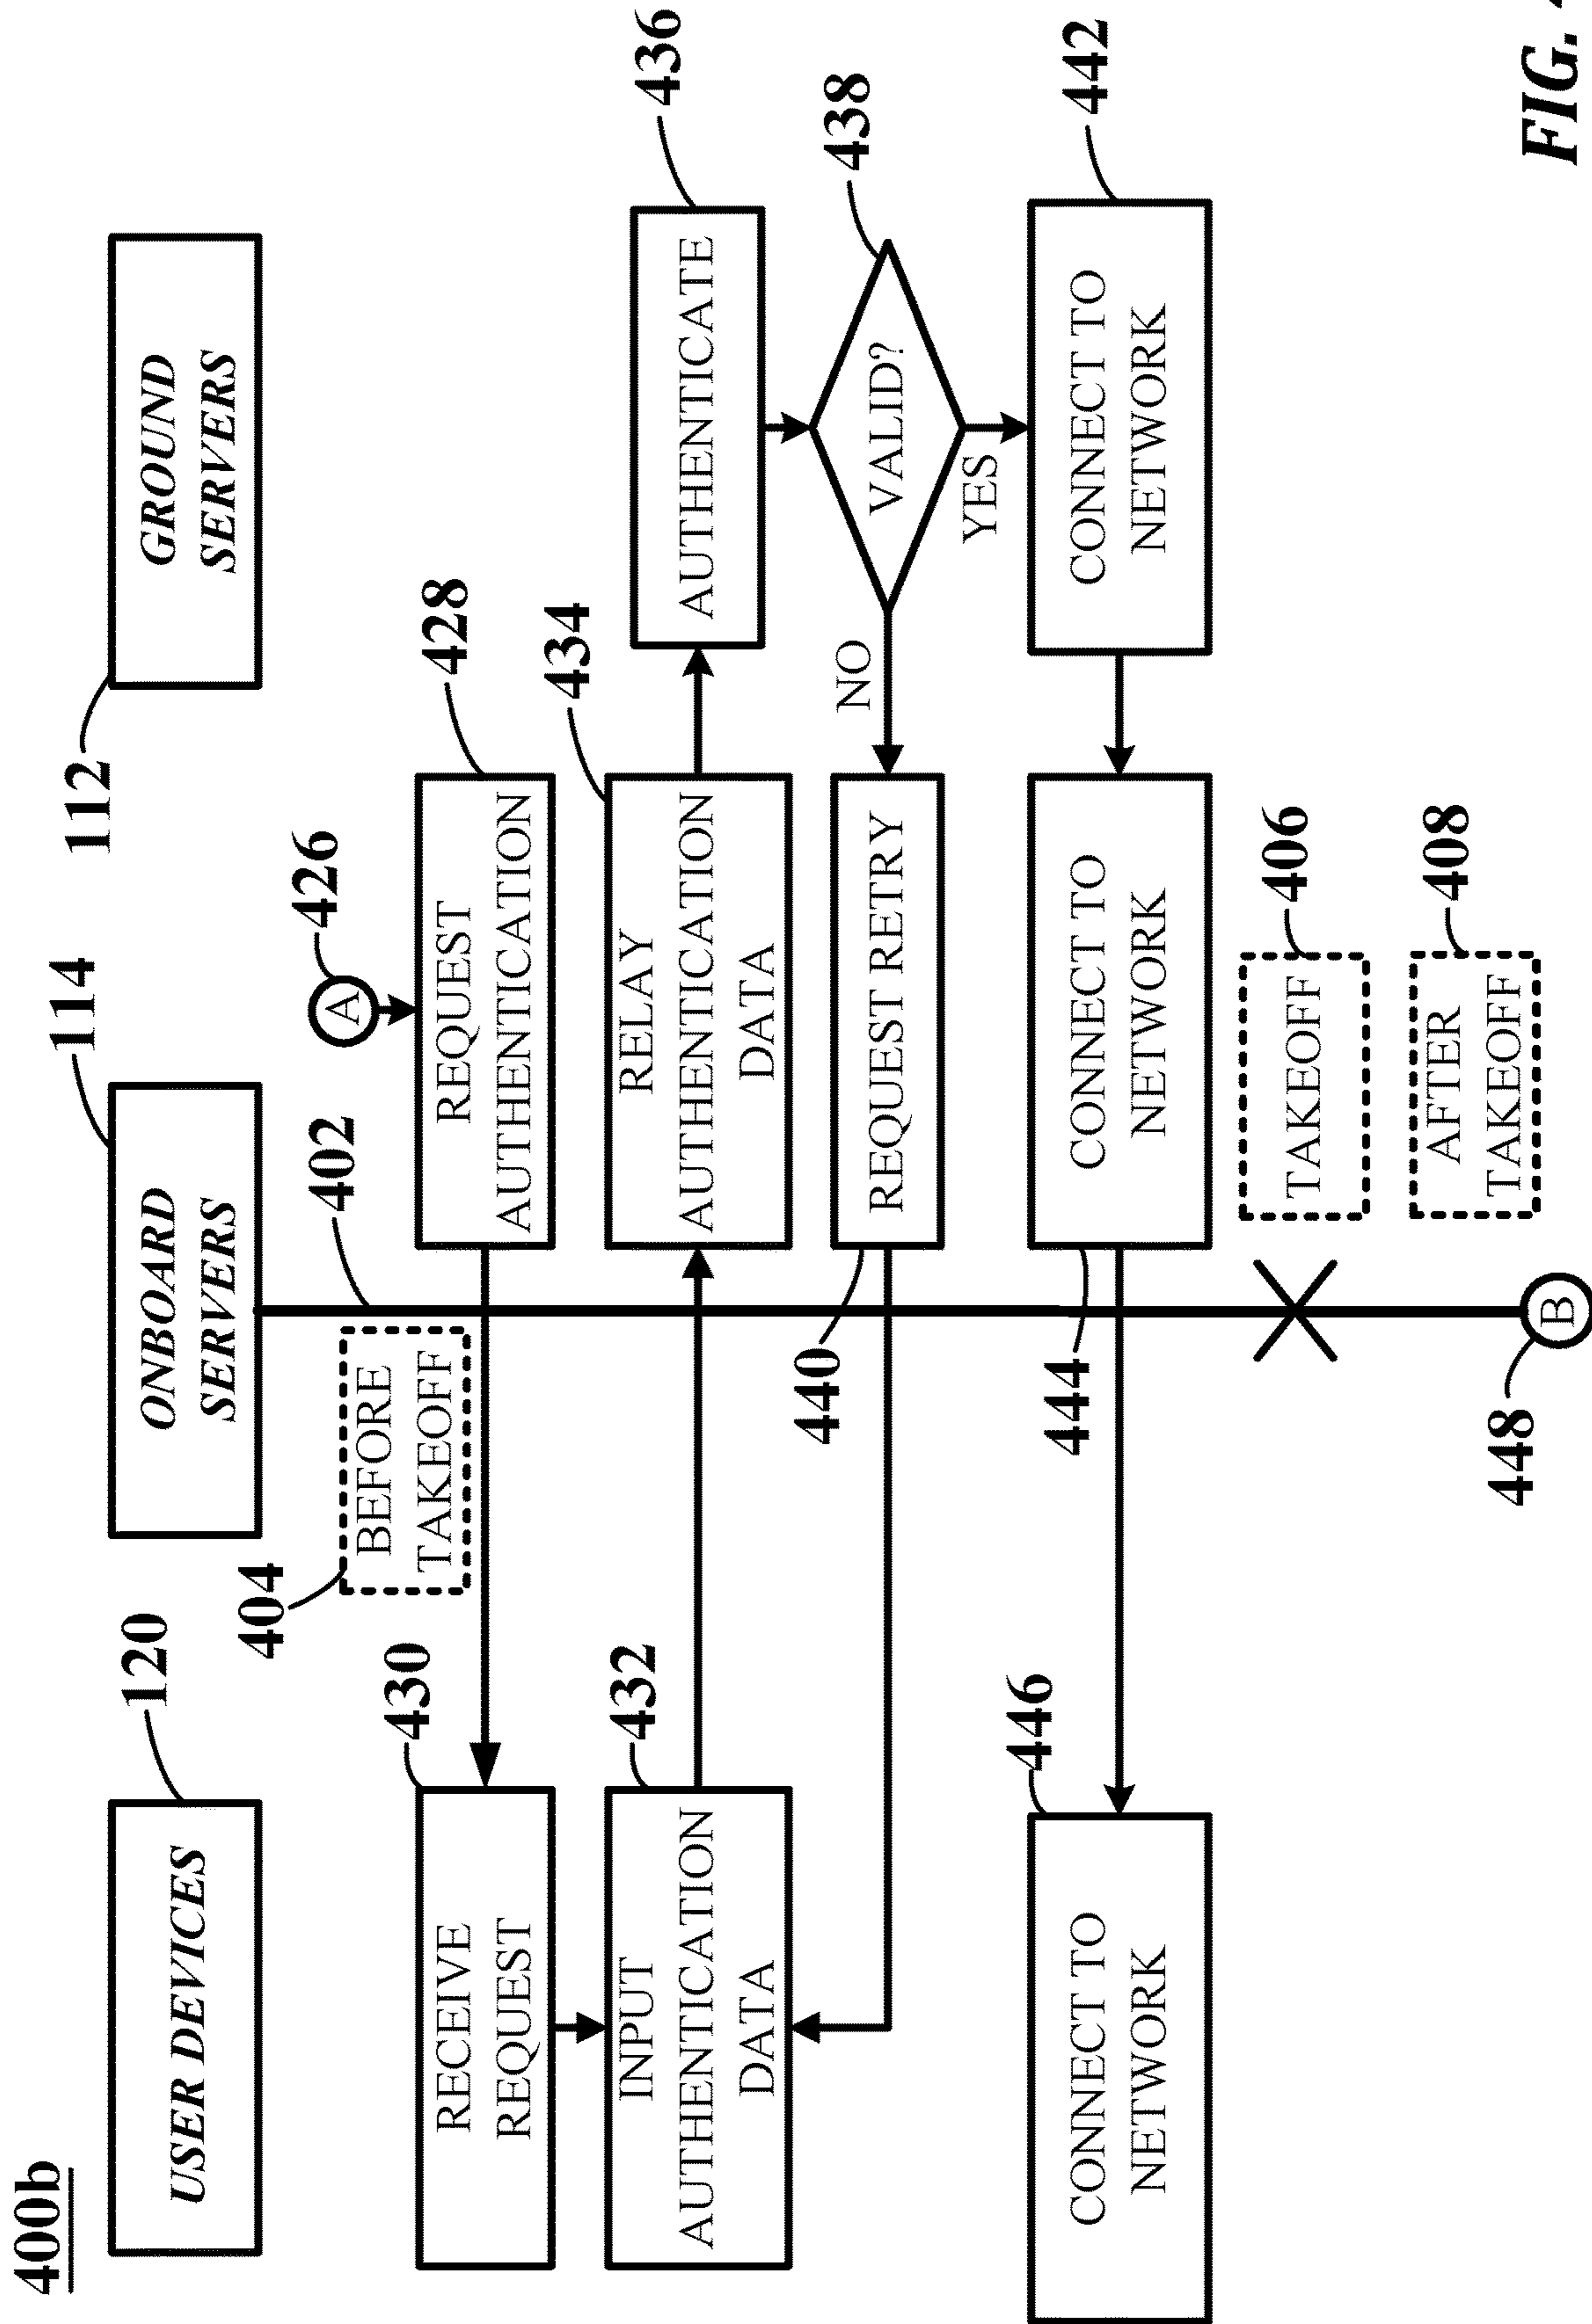 400b
USER DEVICES
120
ONBOARD
SERVERS
114
GROUND
SERVERS
112
404
BEFORE
TAKEOFF
402
A
426
RECEIVE
REQUEST
430
REQUEST
AUTHENTICATION
428
INPUT
AUTHENTICATION
DATA
432
RELAY
AUTHENTICATION
DATA
434
AUTHENTICATE
436
440
REQUEST RETRY
NO
VALID?
438
YES
CONNECT TO
NETWORK
446
444
CONNECT TO
NETWORK
CONNECT TO
NETWORK
442
TAKEOFF
406
AFTER
TAKEOFF
408
448
B
FIG.